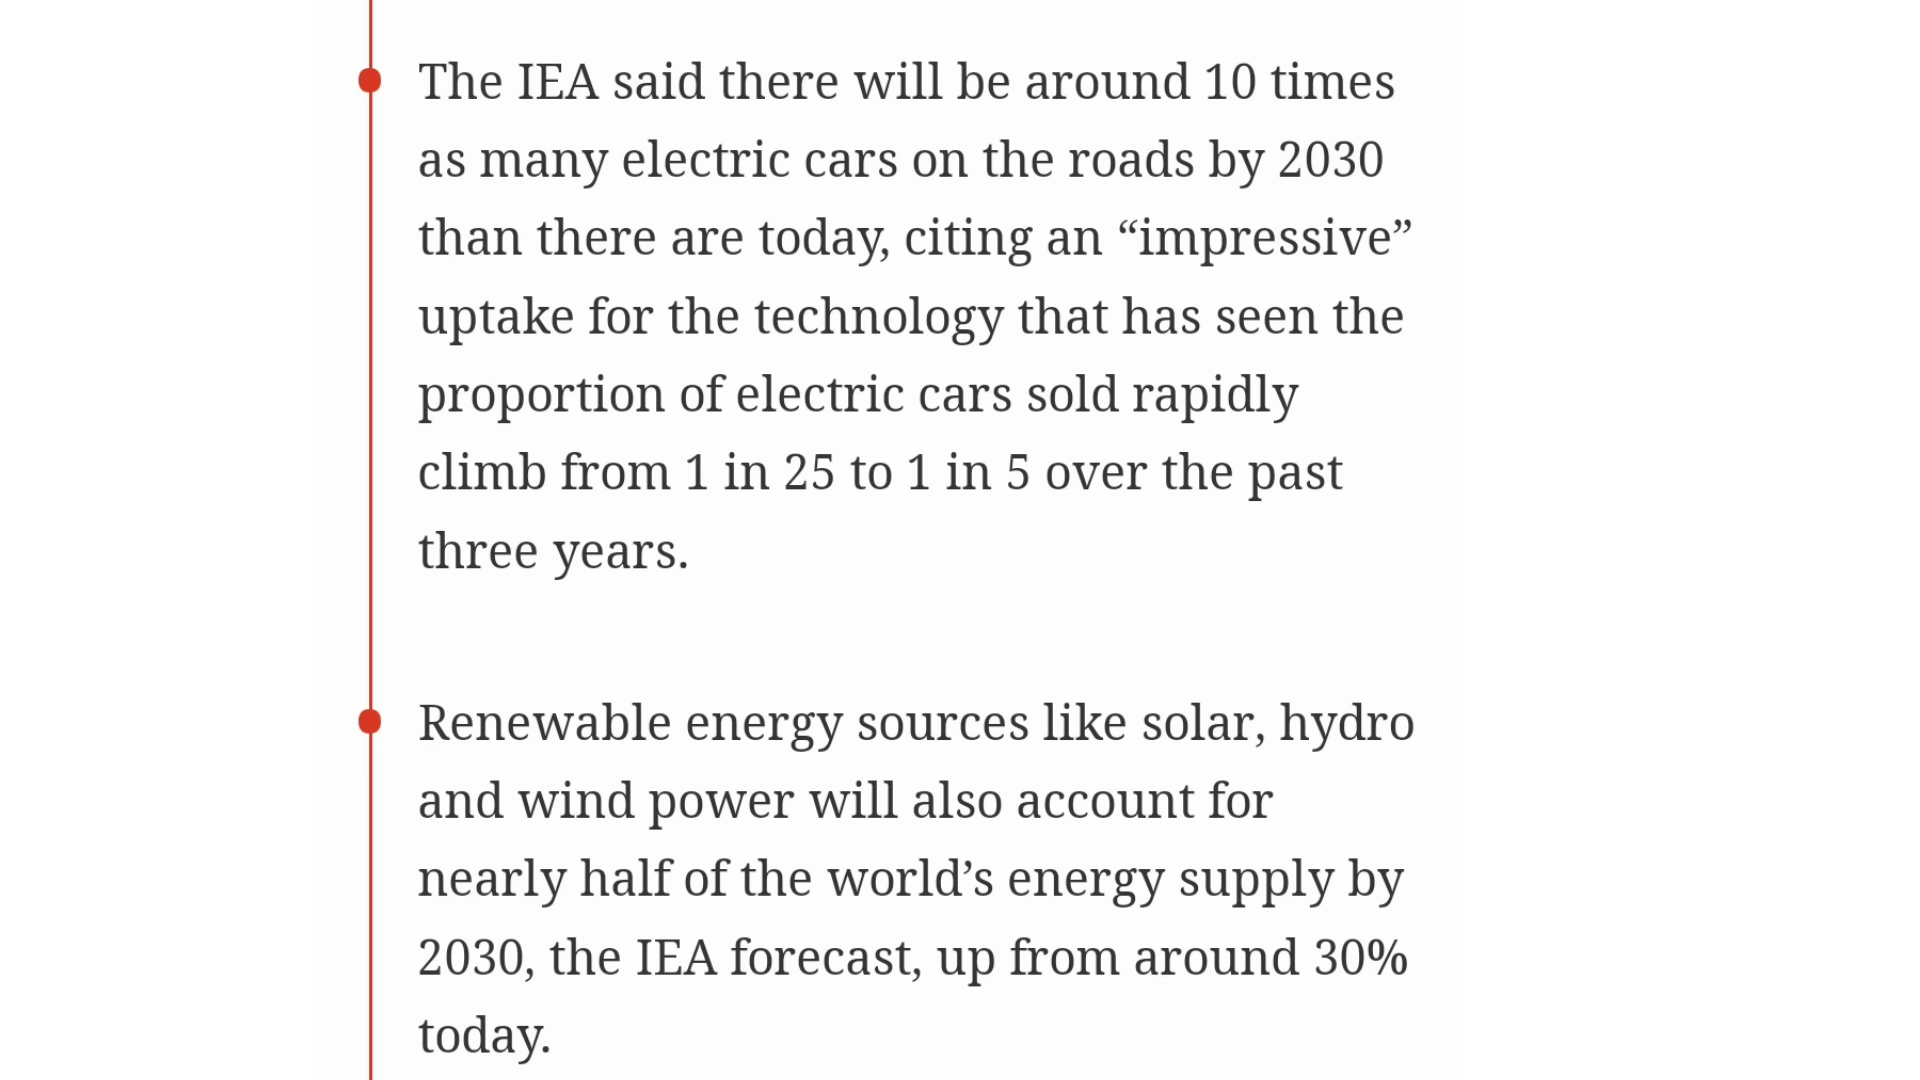 The IEA said there will be around 10 times
as many electric cars on the roads by 2030
than there are today, citing an “impressive”
uptake for the technology that has seen the
proportion of electric cars sold rapidly
climb from 1 in 25 to 1 in 5 over the past
three years.
Renewable energy sources like solar, hydro
and wind power will also account for
nearly half of the world’s energy supply by
2030, the IEA forecast, up from around 30%
today.